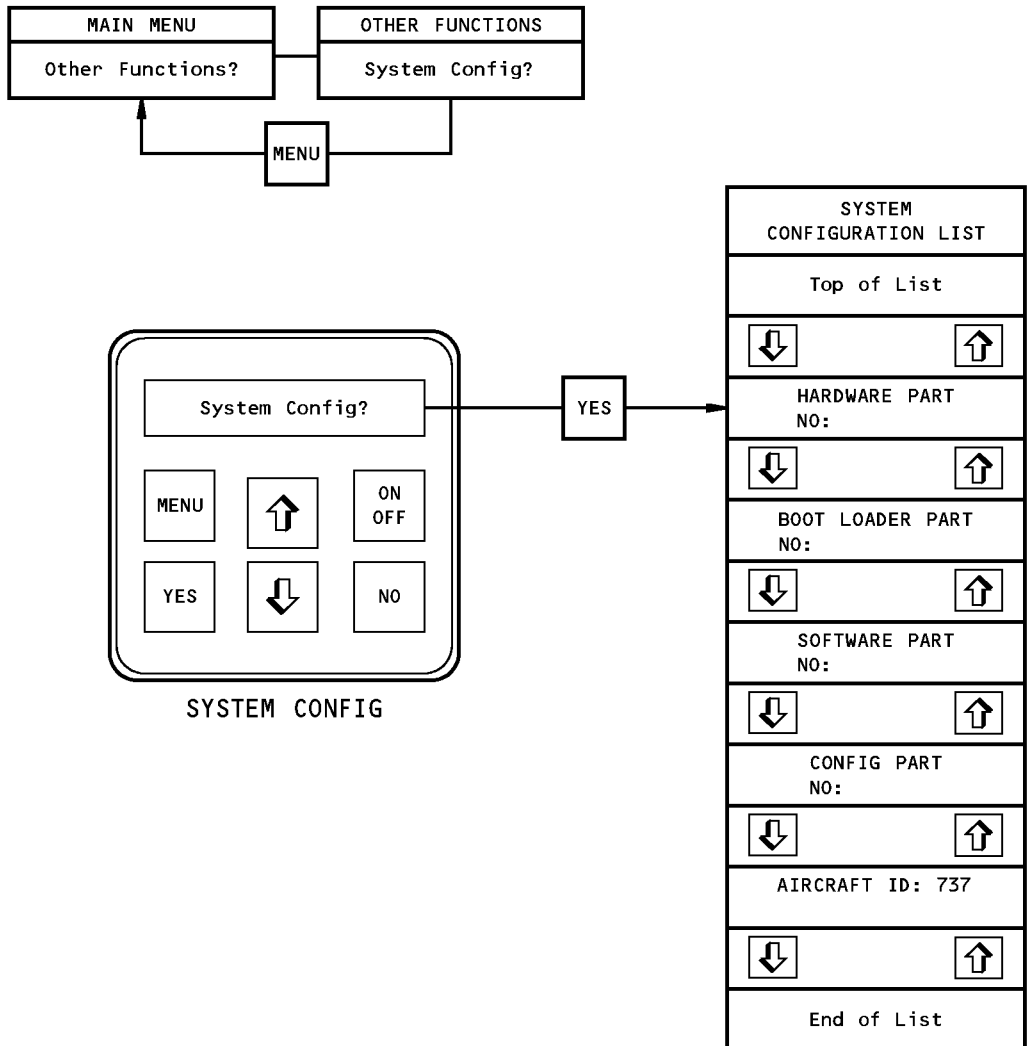 MAIN MENU
Other Functions?
OTHER FUNCTIONS
System Config?
MENU
System Config?
MENU
ON
OFF
YES
NO
SYSTEM CONFIG
YES
SYSTEM
CONFIGURATION LIST
Top of List
HARDWARE PART
NO:
BOOT LOADER PART
NO:
SOFTWARE PART
NO:
CONFIG PART
NO:
AIRCRAFT ID: 737
End of List